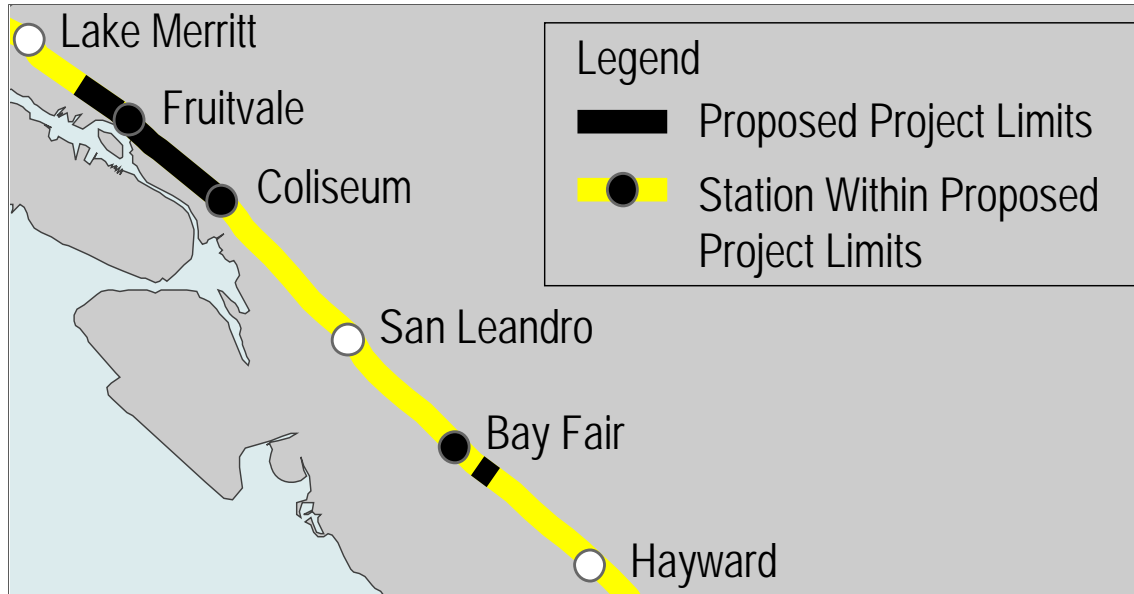 Lake Merritt
Fruitvale
Coliseum
San Leandro
Bay Fair
Hayward
Legend
Proposed Project Limits
Station Within Proposed
Project Limits